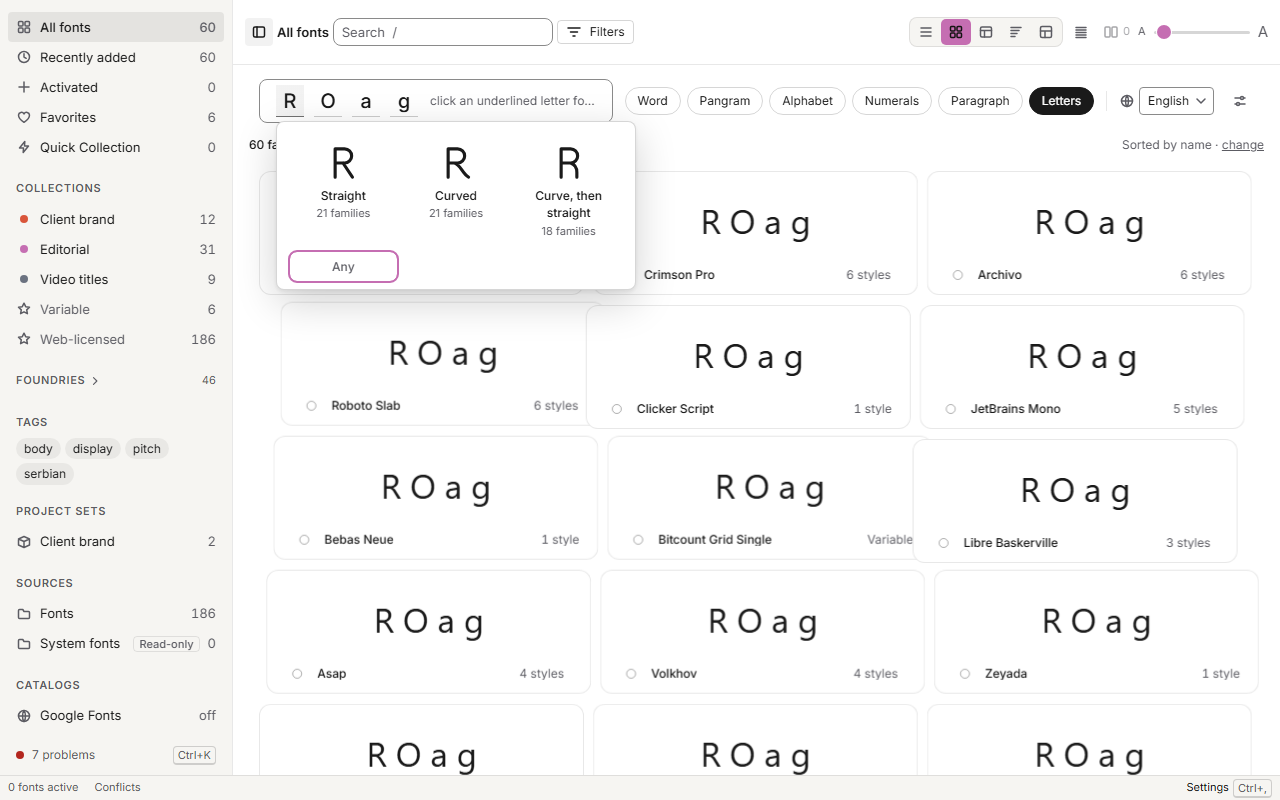 All fonts 60
Recently added 60
Activated 0
Favorites 6
Quick Collection 0
COLLECTIONS
Client brand 12
Editorial 31
Video titles 9
Variable 6
Web-licensed 186
FOUNDRIES 46
TAGS
body display pitch
serbian
PROJECT SETS
Client brand 2
SOURCES
Fonts 186
System fonts Read-only 0
CATALOGS
Google Fonts off
7 problems Ctrl+K
All fonts Search / Filters 0 A A
R O a g click an underlined letter fo... Word Pangram Alphabet Numerals Paragraph Letters English
60 Sorted by name · change
R R R
Straight Curved Curve, then
straight
21 families 21 families 18 families
Any
R O a g R O a g
Crimson Pro 6 styles Archivo 6 styles
R O a g R O a g R O a g
Roboto Slab 6 styles Clicker Script 1 style JetBrains Mono 5 styles
R O a g R O a g R O a g
Bebas Neue 1 style Bitcount Grid Single Variable Libre Baskerville 3 styles
R O a g R O a g R O a g
Asap 4 styles Volkhov 4 styles Zeyada 1 style
R O a g R O a g R O a g
0 fonts active Conflicts Settings Ctrl+,